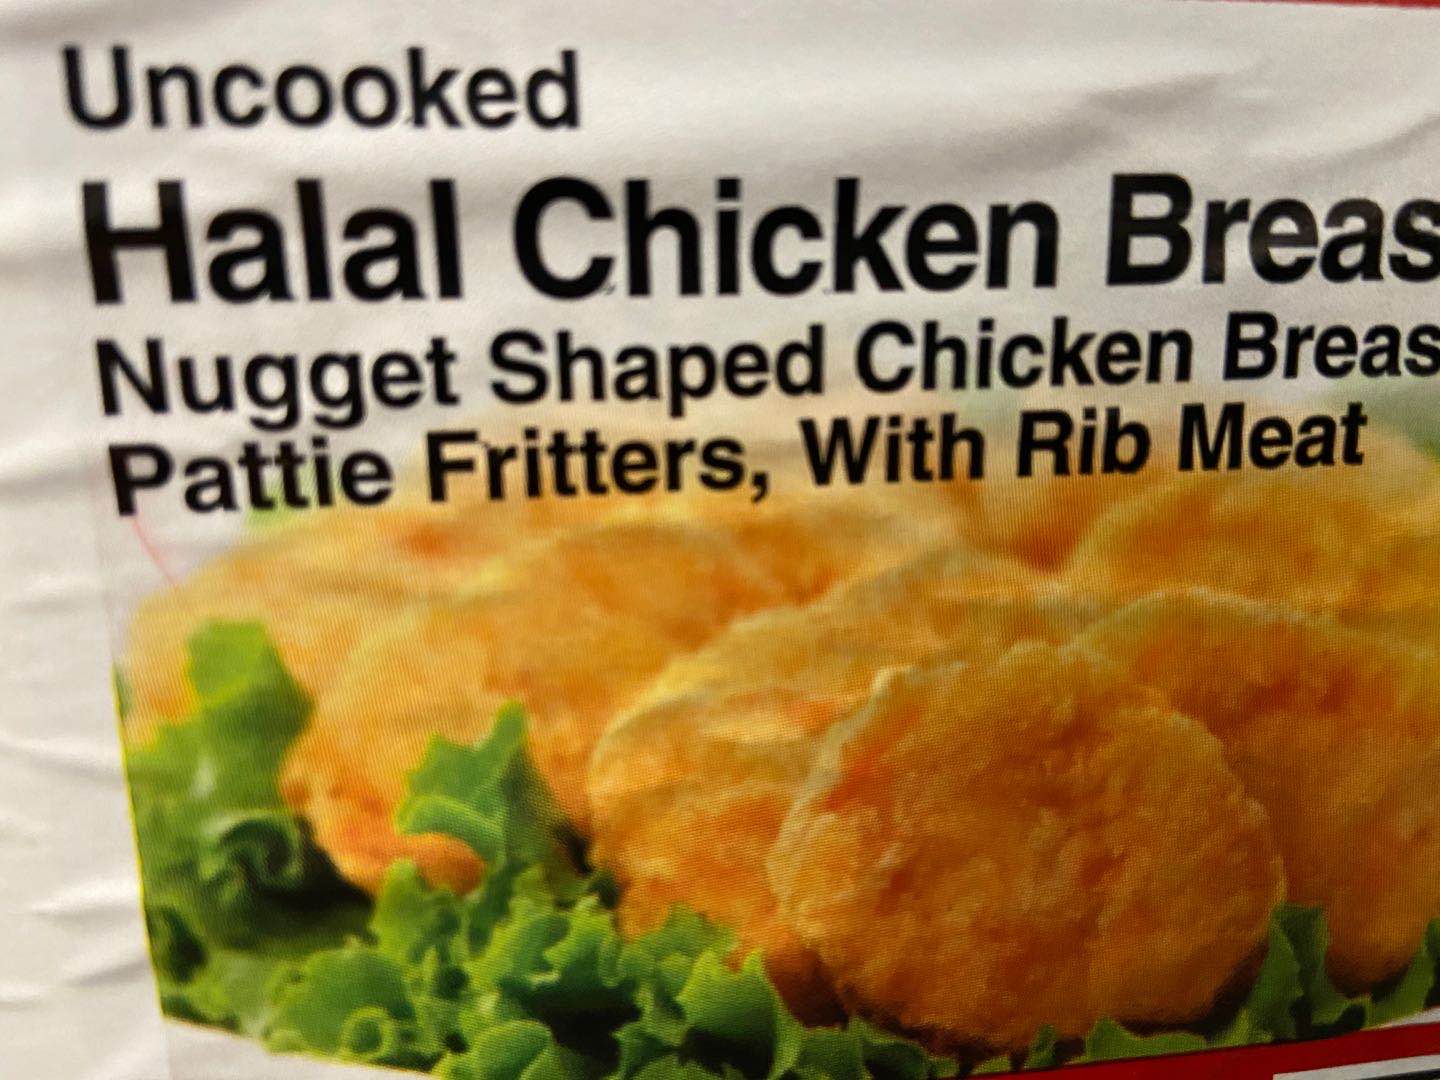 Uncooked
Halal Chicken Breas
Nugget Shaped Chicken Breas
Pattie Fritters, With Rib Meat